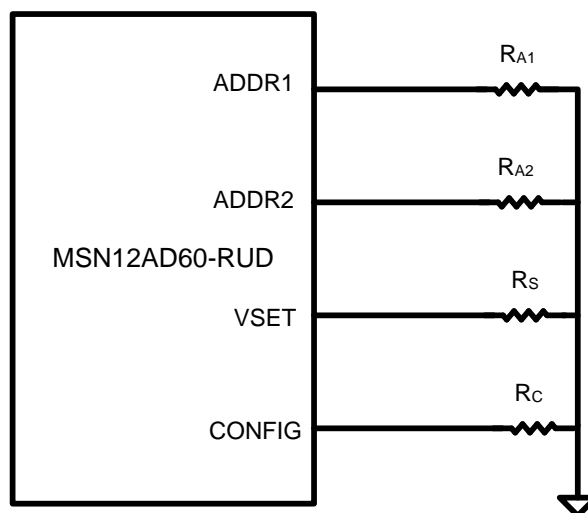 RA1
ADDR1
RA2
ADDR2
MSN12AD60-RUD
RS
VSET
RC
CONFIG